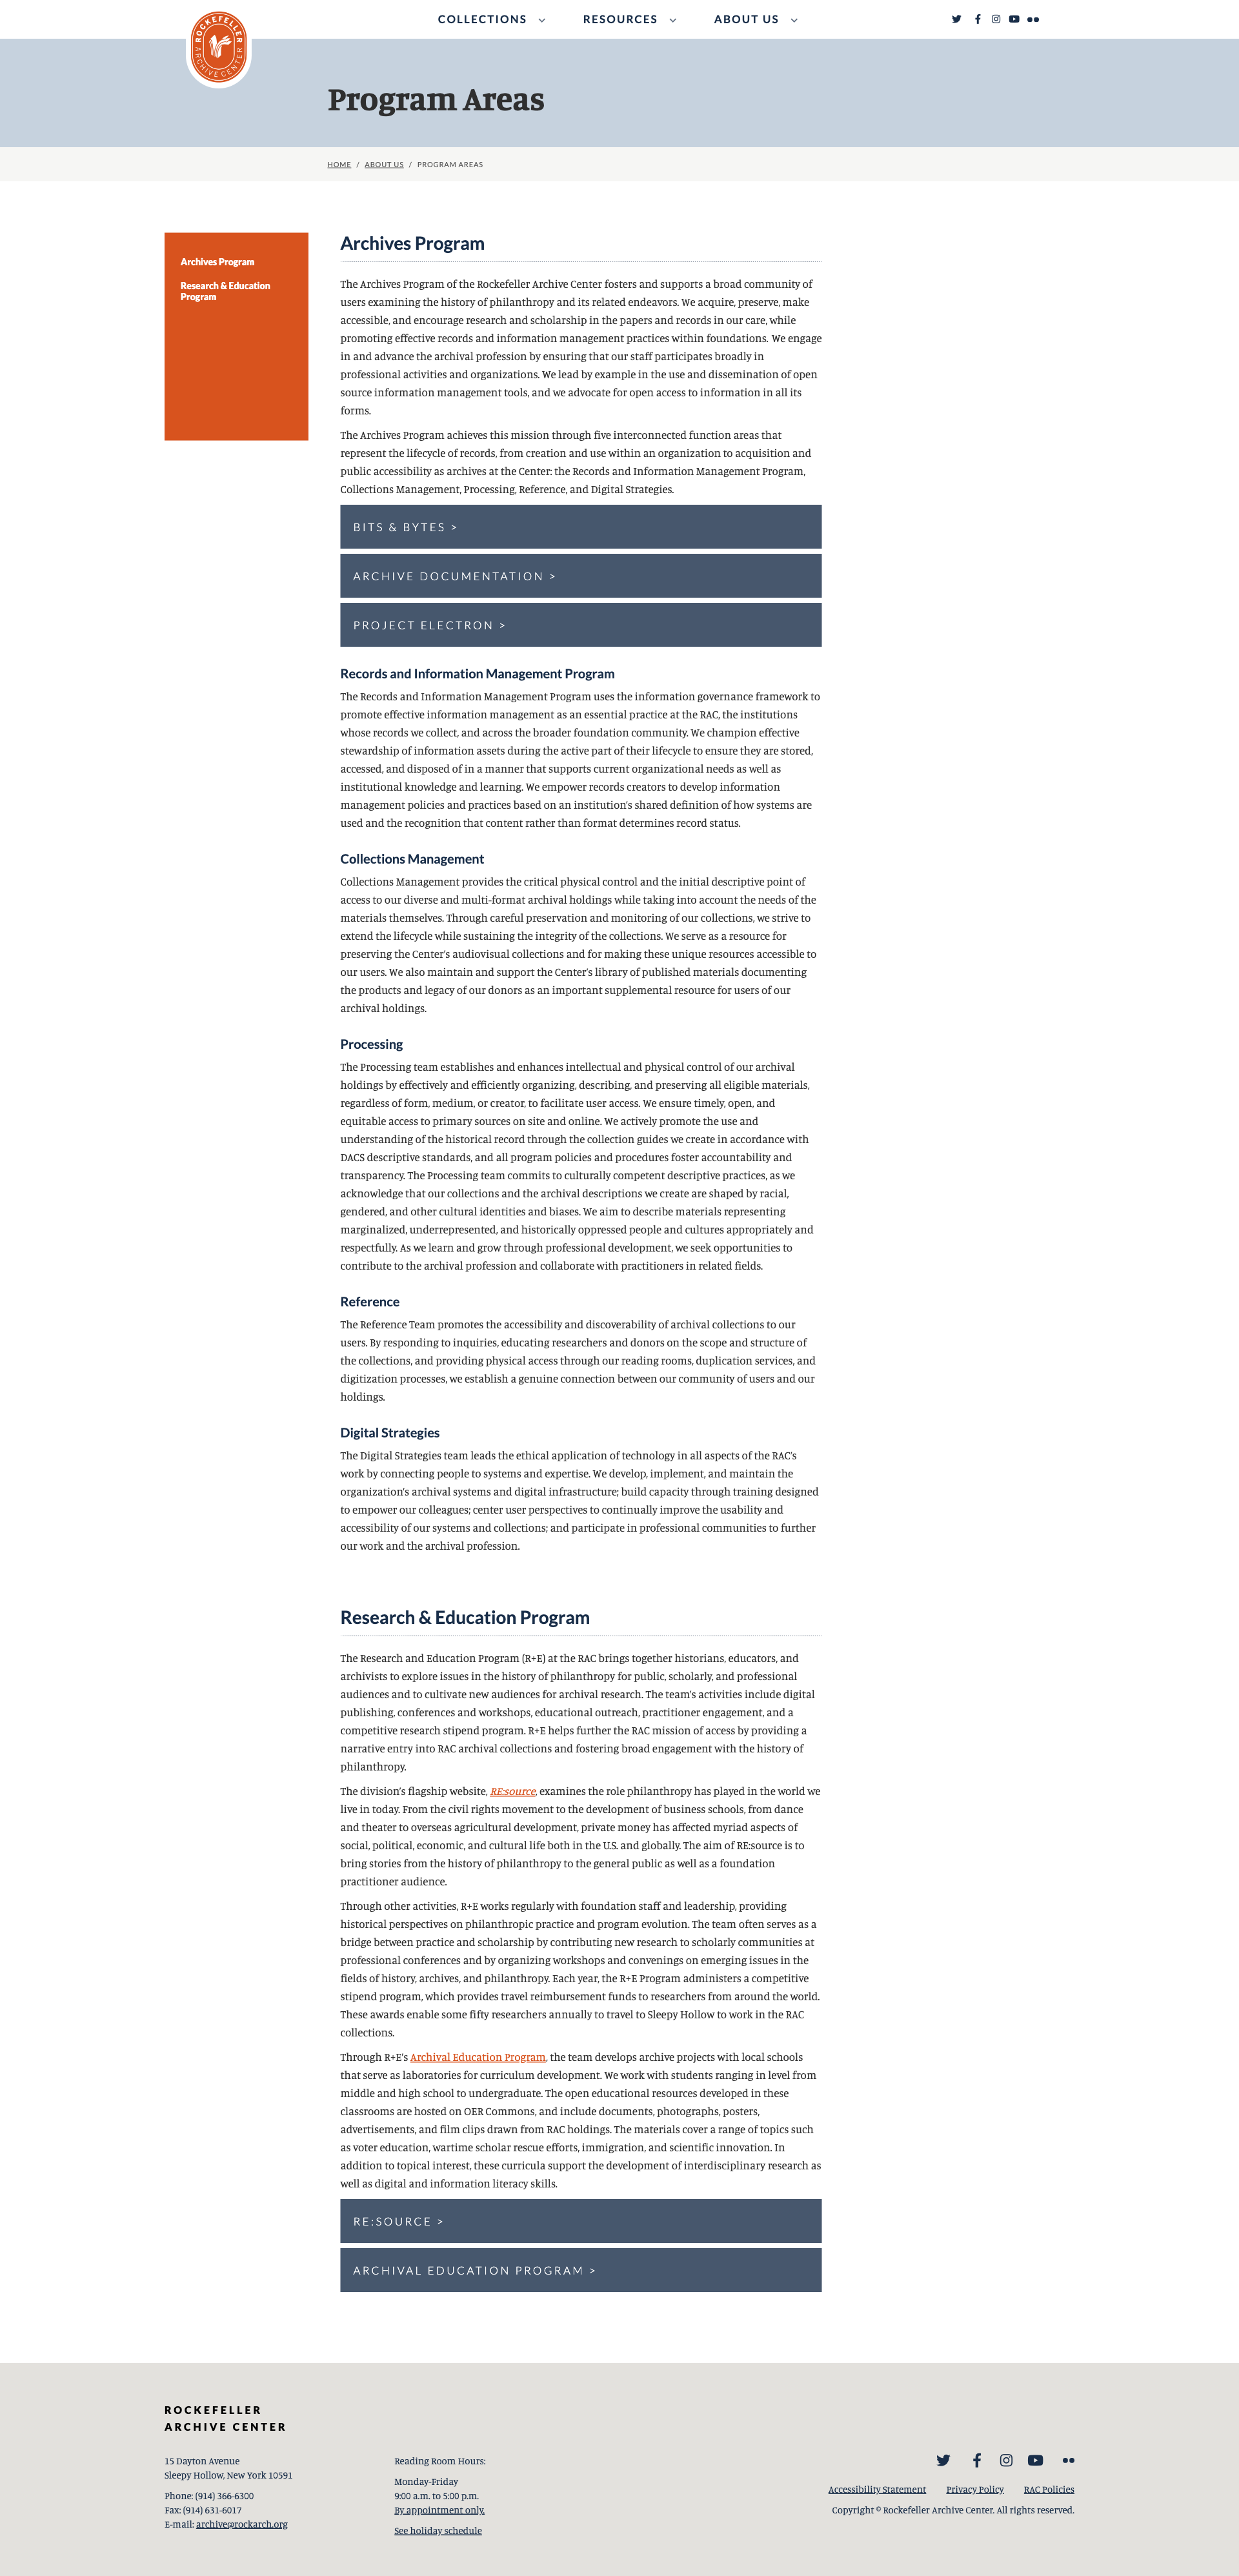 COLLECTIONS RESOURCES ABOUT US
ROCKEFELLER ARCHIVE CENTER
Program Areas
HOME / ABOUT US / PROGRAM AREAS
Archives Program
Research & Education
Program
Archives Program
The Archives Program of the Rockefeller Archive Center fosters and supports a broad community of
users examining the history of philanthropy and its related endeavors. We acquire, preserve, make
accessible, and encourage research and scholarship in the papers and records in our care, while
promoting effective records and information management practices within foundations. We engage
in and advance the archival profession by ensuring that our staff participates broadly in
professional activities and organizations. We lead by example in the use and dissemination of open
source information management tools, and we advocate for open access to information in all its
forms.
The Archives Program achieves this mission through five interconnected function areas that
represent the lifecycle of records, from creation and use within an organization to acquisition and
public accessibility as archives at the Center: the Records and Information Management Program,
Collections Management, Processing, Reference, and Digital Strategies.
BITS & BYTES >
ARCHIVE DOCUMENTATION >
PROJECT ELECTRON >
Records and Information Management Program
The Records and Information Management Program uses the information governance framework to
promote effective information management as an essential practice at the RAC, the institutions
whose records we collect, and across the broader foundation community. We champion effective
stewardship of information assets during the active part of their lifecycle to ensure they are stored,
accessed, and disposed of in a manner that supports current organizational needs as well as
institutional knowledge and learning. We empower records creators to develop information
management policies and practices based on an institution's shared definition of how systems are
used and the recognition that content rather than format determines record status.
Collections Management
Collections Management provides the critical physical control and the initial descriptive point of
access to our diverse and multi-format archival holdings while taking into account the needs of the
materials themselves. Through careful preservation and monitoring of our collections, we strive to
extend the lifecycle while sustaining the integrity of the collections. We serve as a resource for
preserving the Center's audiovisual collections and for making these unique resources accessible to
our users. We also maintain and support the Center's library of published materials documenting
the products and legacy of our donors as an important supplemental resource for users of our
archival holdings.
Processing
The Processing team establishes and enhances intellectual and physical control of our archival
holdings by effectively and efficiently organizing, describing, and preserving all eligible materials,
regardless of form, medium, or creator, to facilitate user access. We ensure timely, open, and
equitable access to primary sources on site and online. We actively promote the use and
understanding of the historical record through the collection guides we create in accordance with
DACS descriptive standards, and all program policies and procedures foster accountability and
transparency. The Processing team commits to culturally competent descriptive practices, as we
acknowledge that our collections and the archival descriptions we create are shaped by racial,
gendered, and other cultural identities and biases. We aim to describe materials representing
marginalized, underrepresented, and historically oppressed people and cultures appropriately and
respectfully. As we learn and grow through professional development, we seek opportunities to
contribute to the archival profession and collaborate with practitioners in related fields.
Reference
The Reference Team promotes the accessibility and discoverability of archival collections to our
users. By responding to inquiries, educating researchers and donors on the scope and structure of
the collections, and providing physical access through our reading rooms, duplication services, and
digitization processes, we establish a genuine connection between our community of users and our
holdings.
Digital Strategies
The Digital Strategies team leads the ethical application of technology in all aspects of the RAC's
work by connecting people to systems and expertise. We develop, implement, and maintain the
organization's archival systems and digital infrastructure; build capacity through training designed
to empower our colleagues; center user perspectives to continually improve the usability and
accessibility of our systems and collections; and participate in professional communities to further
our work and the archival profession.
Research & Education Program
The Research and Education Program (R+E) at the RAC brings together historians, educators, and
archivists to explore issues in the history of philanthropy for public, scholarly, and professional
audiences and to cultivate new audiences for archival research. The team's activities include digital
publishing, conferences and workshops, educational outreach, practitioner engagement, and a
competitive research stipend program. R+E helps further the RAC mission of access by providing a
narrative entry into RAC archival collections and fostering broad engagement with the history of
philanthropy.
The division's flagship website, RE:source, examines the role philanthropy has played in the world we
live in today. From the civil rights movement to the development of business schools, from dance
and theater to overseas agricultural development, private money has affected myriad aspects of
social, political, economic, and cultural life both in the U.S. and globally. The aim of RE:source is to
bring stories from the history of philanthropy to the general public as well as a foundation
practitioner audience.
Through other activities, R+E works regularly with foundation staff and leadership, providing
historical perspectives on philanthropic practice and program evolution. The team often serves as a
bridge between practice and scholarship by contributing new research to scholarly communities at
professional conferences and by organizing workshops and convenings on emerging issues in the
fields of history, archives, and philanthropy. Each year, the R+E Program administers a competitive
stipend program, which provides travel reimbursement funds to researchers from around the world.
These awards enable some fifty researchers annually to travel to Sleepy Hollow to work in the RAC
collections.
Through R+E's Archival Education Program, the team develops archive projects with local schools
that serve as laboratories for curriculum development. We work with students ranging in level from
middle and high school to undergraduate. The open educational resources developed in these
classrooms are hosted on OER Commons, and include documents, photographs, posters,
advertisements, and film clips drawn from RAC holdings. The materials cover a range of topics such
as voter education, wartime scholar rescue efforts, immigration, and scientific innovation. In
addition to topical interest, these curricula support the development of interdisciplinary research as
well as digital and information literacy skills.
RE:SOURCE >
ARCHIVAL EDUCATION PROGRAM >
ROCKEFELLER
ARCHIVE CENTER
15 Dayton Avenue
Sleepy Hollow, New York 10591
Phone: (914) 366-6300
Fax: (914) 631-6017
E-mail: archive@rockarch.org
Reading Room Hours:
Monday-Friday
9:00 a.m. to 5:00 p.m.
By appointment only.
See holiday schedule
Accessibility Statement Privacy Policy RAC Policies
Copyright © Rockefeller Archive Center. All rights reserved.